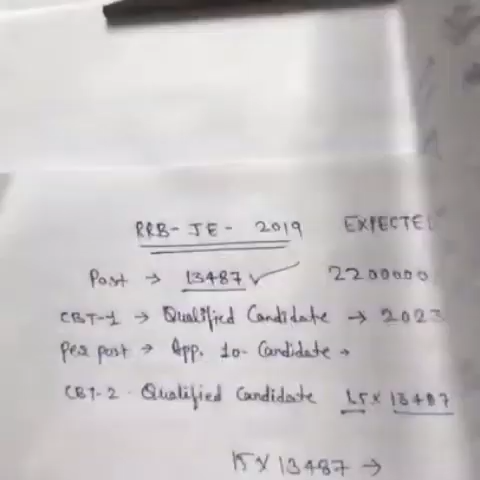 RRB- JE - 2019 EXPECTED
Post → 13487 ✓ 2200000
CBT-1 → Qualified Candidate → 202
Per post → App. 10- Candidate →
CBT-2 - Qualified Candidate 15 × 13487
15 × 13487 →